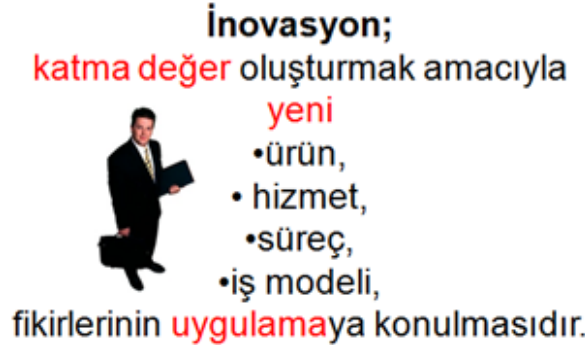 İnovasyon;
katma değer oluşturmak amacıyla
yeni
•ürün,
• hizmet,
•süreç,
•iş modeli,
fikirlerinin uygulamaya konulmasıdır.